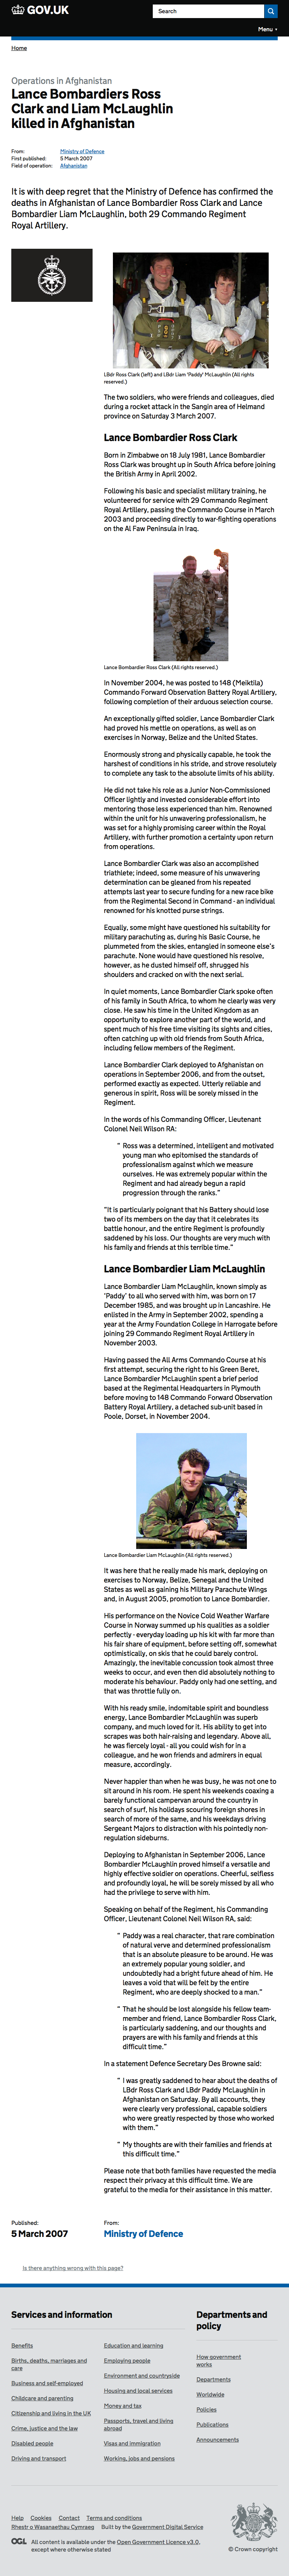 GOV.UK
Search
Menu
Home
Operations in Afghanistan
Lance Bombardiers Ross
Clark and Liam McLaughlin
killed in Afghanistan
From: Ministry of Defence
First published: 5 March 2007
Field of operation: Afghanistan
It is with deep regret that the Ministry of Defence has confirmed the
deaths in Afghanistan of Lance Bombardier Ross Clark and Lance
Bombardier Liam McLaughlin, both 29 Commando Regiment
Royal Artillery.
LBdr Ross Clark (left) and LBdr Liam 'Paddy' McLaughlin (All rights
reserved.)
The two soldiers, who were friends and colleagues, died
during a rocket attack in the Sangin area of Helmand
province on Saturday 3 March 2007.
Lance Bombardier Ross Clark
Born in Zimbabwe on 18 July 1981, Lance Bombardier
Ross Clark was brought up in South Africa before joining
the British Army in April 2002.
Following his basic and specialist military training, he
volunteered for service with 29 Commando Regiment
Royal Artillery, passing the Commando Course in March
2003 and proceeding directly to war-fighting operations
on the Al Faw Peninsula in Iraq.
Lance Bombardier Ross Clark (All rights reserved.)
In November 2004, he was posted to 148 (Meiktila)
Commando Forward Observation Battery Royal Artillery,
following completion of their arduous selection course.
An exceptionally gifted soldier, Lance Bombardier Clark
had proved his mettle on operations, as well as on
exercises in Norway, Belize and the United States.
Enormously strong and physically capable, he took the
harshest of conditions in his stride, and strove resolutely
to complete any task to the absolute limits of his ability.
He did not take his role as a Junior Non-Commissioned
Officer lightly and invested considerable effort into
mentoring those less experienced than him. Renowned
within the unit for his unwavering professionalism, he
was set for a highly promising career within the Royal
Artillery, with further promotion a certainty upon return
from operations.
Lance Bombardier Clark was also an accomplished
triathlete; indeed, some measure of his unwavering
determination can be gleaned from his repeated
attempts last year to secure funding for a new race bike
from the Regimental Second in Command - an individual
renowned for his knotted purse strings.
Equally, some might have questioned his suitability for
military parachuting as, during his Basic Course, he
plummeted from the skies, entangled in someone else's
parachute. None would have questioned his resolve,
however, as he dusted himself off, shrugged his
shoulders and cracked on with the next serial.
In quiet moments, Lance Bombardier Clark spoke often
of his family in South Africa, to whom he clearly was very
close. He saw his time in the United Kingdom as an
opportunity to explore another part of the world, and
spent much of his free time visiting its sights and cities,
often catching up with old friends from South Africa,
including fellow members of the Regiment.
Lance Bombardier Clark deployed to Afghanistan on
operations in September 2006, and from the outset,
performed exactly as expected. Utterly reliable and
generous in spirit, Ross will be sorely missed in the
Regiment.
In the words of his Commanding Officer, Lieutenant
Colonel Neil Wilson RA:
" Ross was a determined, intelligent and motivated
young man who epitomised the standards of
professionalism against which we measure
ourselves. He was extremely popular within the
Regiment and had already begun a rapid
progression through the ranks."
"It is particularly poignant that his Battery should lose
two of its members on the day that it celebrates its
battle honour, and the entire Regiment is profoundly
saddened by his loss. Our thoughts are very much with
his family and friends at this terrible time."
Lance Bombardier Liam McLaughlin
Lance Bombardier Liam McLaughlin, known simply as
'Paddy' to all who served with him, was born on 17
December 1985, and was brought up in Lancashire. He
enlisted in the Army in September 2002, spending a
year at the Army Foundation College in Harrogate before
joining 29 Commando Regiment Royal Artillery in
November 2003.
Having passed the All Arms Commando Course at his
first attempt, securing the right to his Green Beret,
Lance Bombardier McLaughlin spent a brief period
based at the Regimental Headquarters in Plymouth
before moving to 148 Commando Forward Observation
Battery Royal Artillery, a detached sub-unit based in
Poole, Dorset, in November 2004.
Lance Bombardier Liam McLaughlin (All rights reserved.)
It was here that he really made his mark, deploying on
exercises to Norway, Belize, Senegal and the United
States as well as gaining his Military Parachute Wings
and, in August 2005, promotion to Lance Bombardier.
His performance on the Novice Cold Weather Warfare
Course in Norway summed up his qualities as a soldier
perfectly - everyday loading up his kit with far more than
his fair share of equipment, before setting off, somewhat
optimistically, on skis that he could barely control.
Amazingly, the inevitable concussion took almost three
weeks to occur, and even then did absolutely nothing to
moderate his behaviour. Paddy only had one setting, and
that was throttle fully on.
With his ready smile, indomitable spirit and boundless
energy, Lance Bombardier McLaughlin was superb
company, and much loved for it. His ability to get into
scrapes was both hair-raising and legendary. Above all,
he was fiercely loyal - all you could wish for in a
colleague, and he won friends and admirers in equal
measure, accordingly.
Never happier than when he was busy, he was not one to
sit around in his room. He spent his weekends coaxing a
barely functional campervan around the country in
search of surf, his holidays scouring foreign shores in
search of more of the same, and his weekdays driving
Sergeant Majors to distraction with his pointedly non-
regulation sideburns.
After deploying in September 2006, Lance
Bombardier McLaughlin proved himself a versatile and
highly effective soldier on operations. Cheerful, selfless
and profoundly loyal, he will be sorely missed by all who
had the privilege to serve with him.
Speaking on behalf of the Regiment, his Commanding
Officer, Lieutenant Colonel Neil Wilson RA, said:
" Paddy was a real character, that rare combination
of natural verve and determined professionalism
that is an absolute pleasure to be around. He was
an extremely popular young soldier, and
undoubtedly had a bright future ahead of him. He
leaves a void that will be felt by the entire
Regiment, who are deeply shocked to a man."
" That he should be lost alongside his fellow team-
member and friend, Lance Bombardier Ross Clark,
is particularly saddening, and our thoughts and
prayers are with his family and friends at this
difficult time."
In a statement Defence Secretary Des Browne said:
" I was greatly saddened to hear about the deaths of
LBdr Ross Clark and LBdr Paddy McLaughlin in
Afghanistan on Saturday. By all accounts, they
were clearly very professional, capable soldiers
who were greatly respected by those who worked
with them."
" My thoughts are with their families and friends at
this difficult time."
Please note that both families have requested the media
respect their privacy at this difficult time. We are
grateful to the media for their assistance in this matter.
Published:
5 March 2007
From:
Ministry of Defence
Is there anything wrong with this page?
Services and information
Benefits
Births, deaths, marriages and
care
Business and self-employed
Childcare and parenting
Citizenship and living in the UK
Crime, justice and the law
Disabled people
Driving and transport
Education and learning
Employing people
Environment and countryside
Housing and local services
Money and tax
Passports, travel and living
abroad
Visas and immigration
Working, jobs and pensions
Departments and
policy
How government
works
Departments
Worldwide
Policies
Publications
Announcements
Help Cookies Contact Terms and conditions
Rhestr o Wasanaethau Cymraeg Built by the Government Digital Service
OGL All content is available under the Open Government Licence v3.0,
except where otherwise stated
© Crown copyright